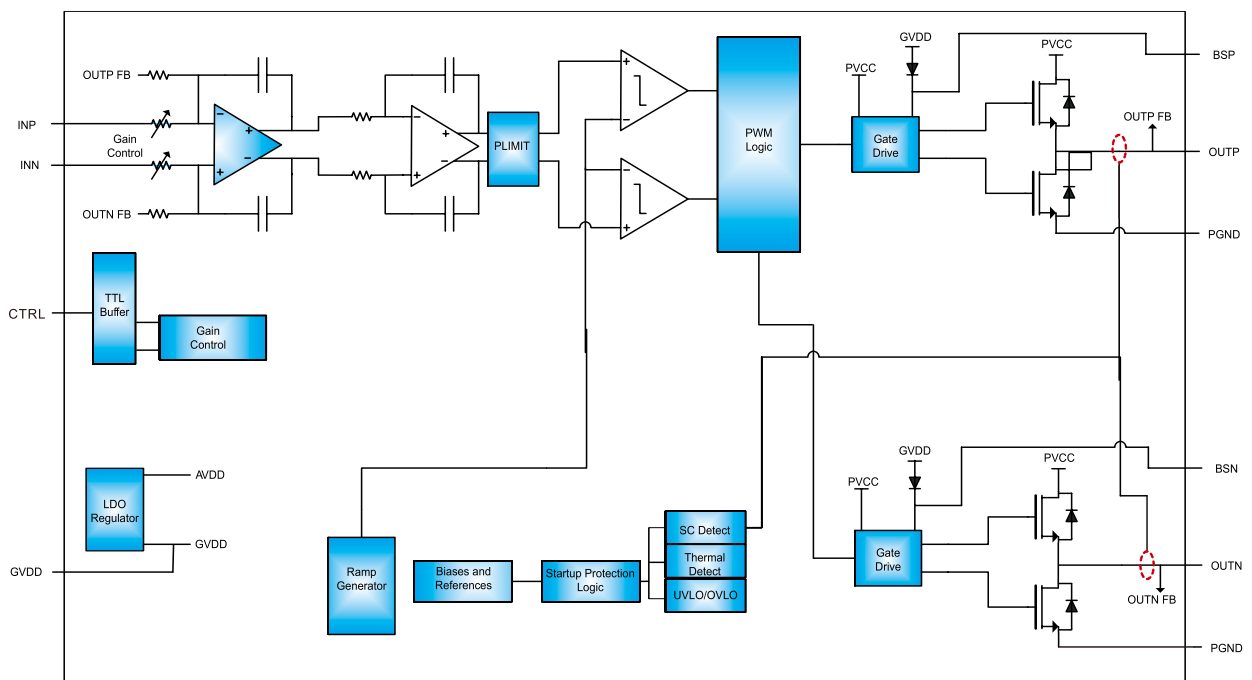 OUTP FB
INP
Gain
Control
INN
OUTN FB
+
−
+
−
+
−
+
−
PLIMIT
+
−
−
+
PWM
Logic
PVCC
GVDD
Gate
Drive
PVCC
BSP
OUTP FB
OUTP
PGND
CTRL
TTL
Buffer
Gain
Control
LDO
Regulator
AVDD
GVDD
GVDD
Ramp
Generator
Biases and
References
Startup Protection
Logic
SC Detect
Thermal
Detect
UVLO/OVLO
PVCC
GVDD
Gate
Drive
PVCC
BSN
OUTN
OUTN FB
PGND